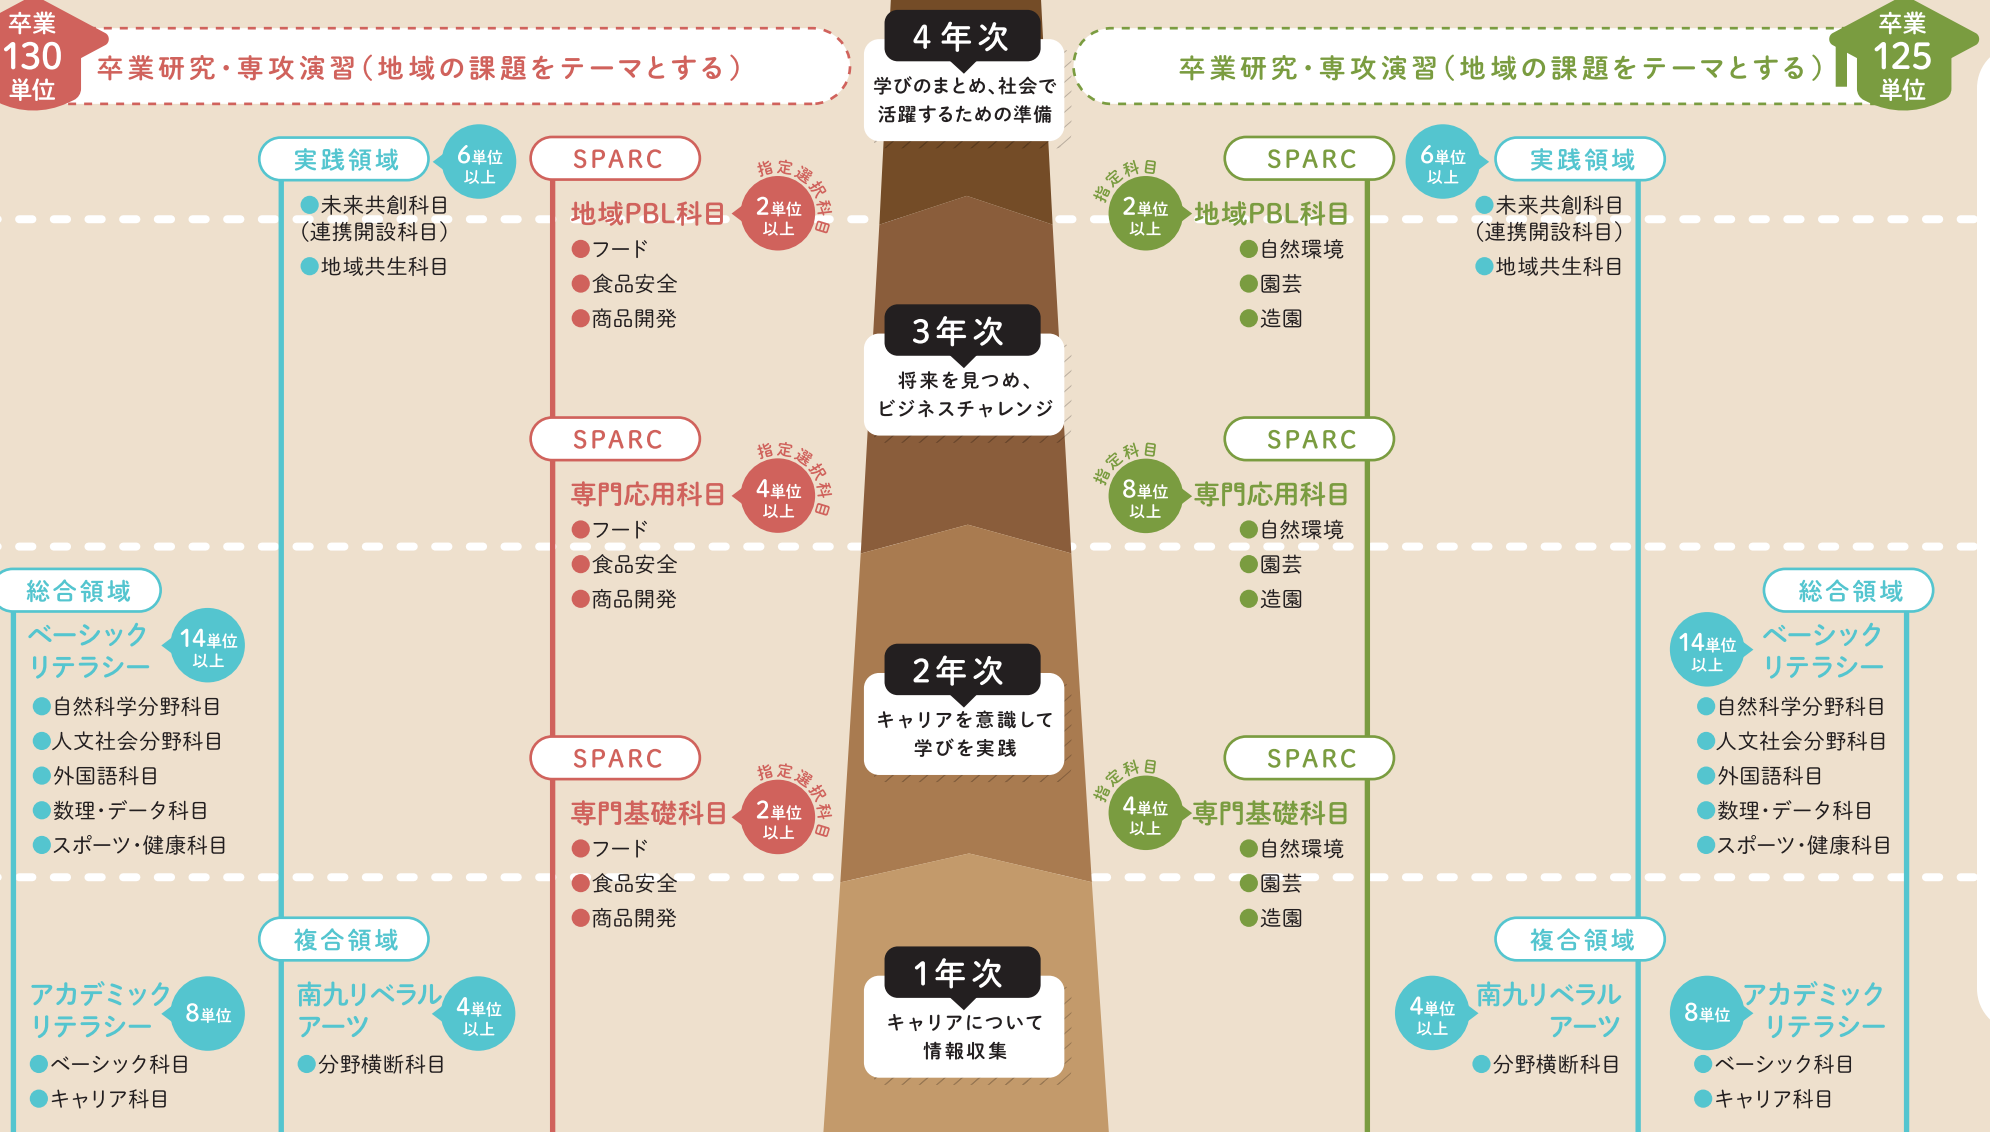 卒業
130
単位
卒業研究・専攻演習（地域の課題をテーマとする）
4年次
学びのまとめ、社会で
活躍するための準備
卒業研究・専攻演習（地域の課題をテーマとする）
卒業
125
単位
実践領域
6単位
以上
●未来共創科目
（連携開設科目）
●地域共生科目
SPARC
地域PBL科目
指定選択科目
2単位
以上
●フード
●食品安全
●商品開発
SPARC
指定科目
2単位
以上
地域PBL科目
●自然環境
●園芸
●造園
6単位
以上
実践領域
●未来共創科目
（連携開設科目）
●地域共生科目
3年次
将来を見つめ、
ビジネスチャレンジ
SPARC
専門応用科目
指定選択科目
4単位
以上
●フード
●食品安全
●商品開発
SPARC
指定科目
8単位
以上
専門応用科目
●自然環境
●園芸
●造園
総合領域
ベーシック
リテラシー
14単位
以上
●自然科学分野科目
●人文社会分野科目
●外国語科目
●数理・データ科目
●スポーツ・健康科目
2年次
キャリアを意識して
学びを実践
総合領域
14単位
以上
ベーシック
リテラシー
●自然科学分野科目
●人文社会分野科目
●外国語科目
●数理・データ科目
●スポーツ・健康科目
SPARC
専門基礎科目
指定選択科目
2単位
以上
●フード
●食品安全
●商品開発
SPARC
指定科目
4単位
以上
専門基礎科目
●自然環境
●園芸
●造園
アカデミック
リテラシー
8単位
●ベーシック科目
●キャリア科目
複合領域
南九リベラル
アーツ
4単位
以上
●分野横断科目
1年次
キャリアについて
情報収集
複合領域
4単位
以上
南九リベラル
アーツ
●分野横断科目
8単位
アカデミック
リテラシー
●ベーシック科目
●キャリア科目